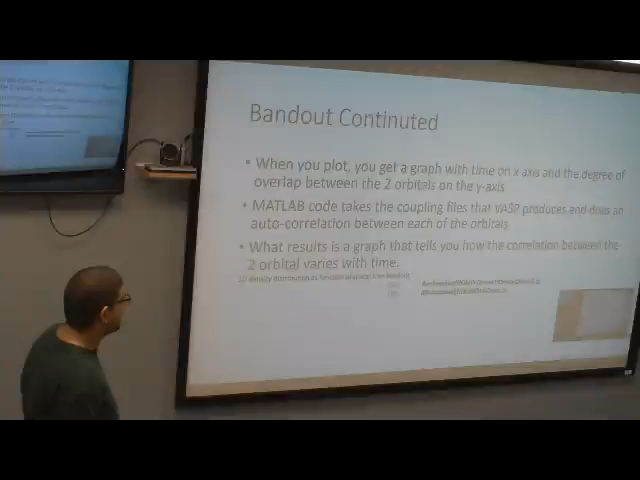 Bandout Continuted
• When you plot, you get a graph with time on x axis and the degree of
overlap between the 2 orbitals on the y-axis
• MATLAB code takes the coupling files that VASP produces and does an
auto-correlation between each of the orbitals
• What results is a graph that tells you how the correlation between the
2 orbital varies with time.